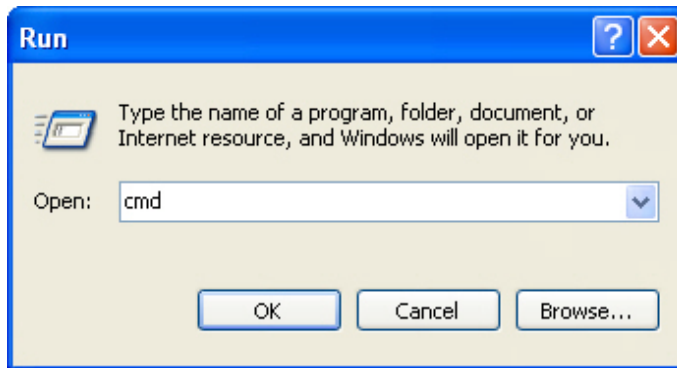 Run
Type the name of a program, folder, document, or
Internet resource, and Windows will open it for you.
Open: cmd
OK Cancel Browse...